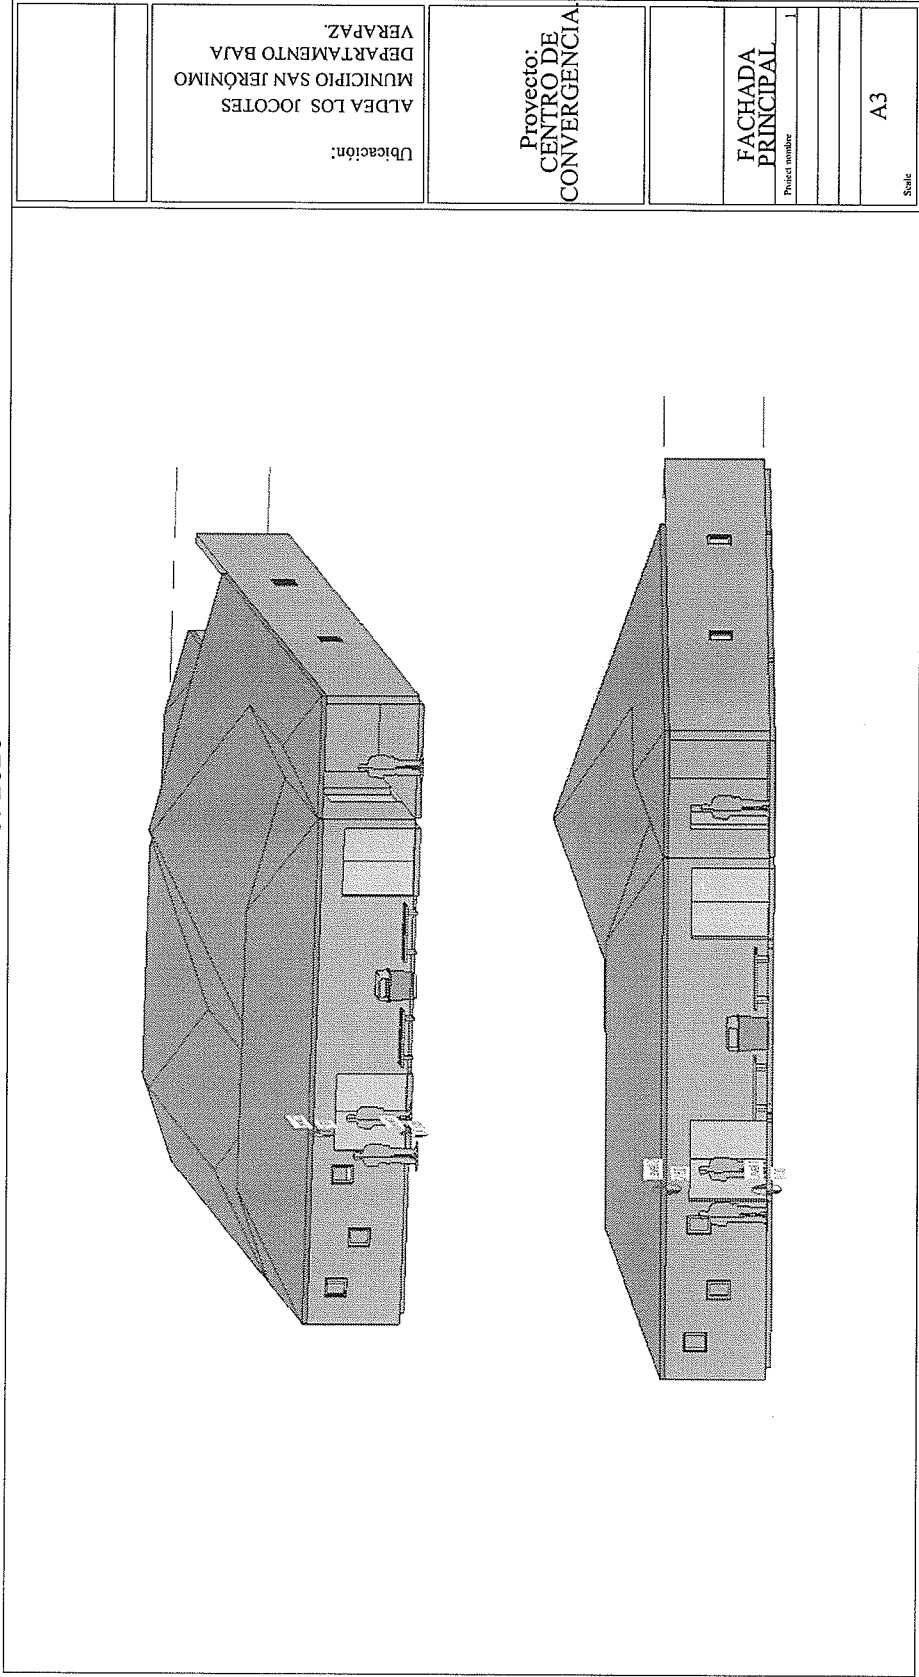 Ubicación:
ALDEA LOS JOCOTES
MUNICIPIO SAN JERÓNIMO
DEPARTAMENTO BAJA
VERAPAZ.
Proyecto:
CENTRO DE
CONVERGENCIA.
FACHADA
PRINCIPAL
Project nombre 1
A3
Scale